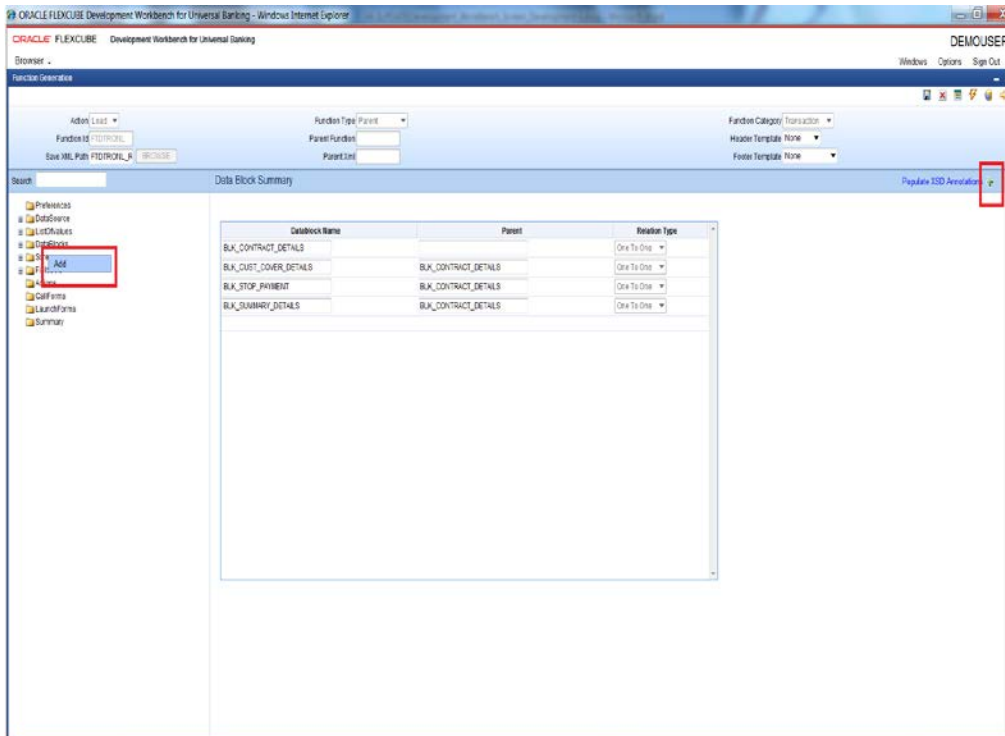 ORACLE FLEXCUBE Development Workbench for Universal Banking - Windows Internet Explorer
ORACLE FLEXCUBE Development Workbench for Universal Banking
DEMOUSER
Browser
Windows Options Sign Out
Function Generation
Action Load Function Type Parent Function Category Transaction
Function Id FTDTRONL Parent Function Header Template None
Save XML Path FTDTRONL_R BROWSE Parent Xml Footer Template None
Search Data Block Summary Populate XSD Annotations
Preferences
DataSource
ListOfValues
DataBlocks
Add
Actions
CallForms
LaunchForms
Summary
Datablock Name Parent Relation Type
BLK_CONTRACT_DETAILS One To One
BLK_CUST_COVER_DETAILS BLK_CONTRACT_DETAILS One To One
BLK_STOP_PAYMENT BLK_CONTRACT_DETAILS One To One
BLK_SUMMARY_DETAILS BLK_CONTRACT_DETAILS One To One